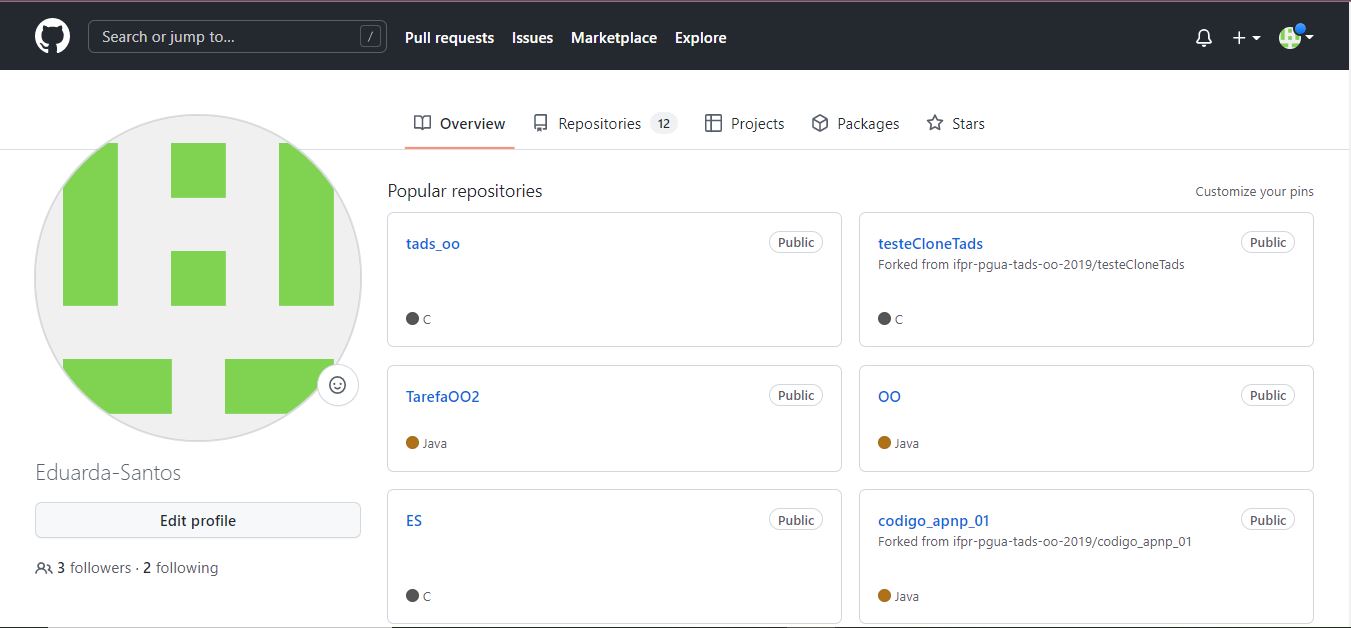 Search or jump to... /
Pull requests Issues Marketplace Explore
Overview Repositories 12 Projects Packages Stars
Popular repositories Customize your pins
tads_oo Public
C
testeCloneTads Public
Forked from ifpr-pgua-tads-oo-2019/testeCloneTads
C
TarefaOO2 Public
Java
OO Public
Java
ES Public
C
codigo_apnp_01 Public
Forked from ifpr-pgua-tads-oo-2019/codigo_apnp_01
Java
Eduarda-Santos
Edit profile
3 followers · 2 following